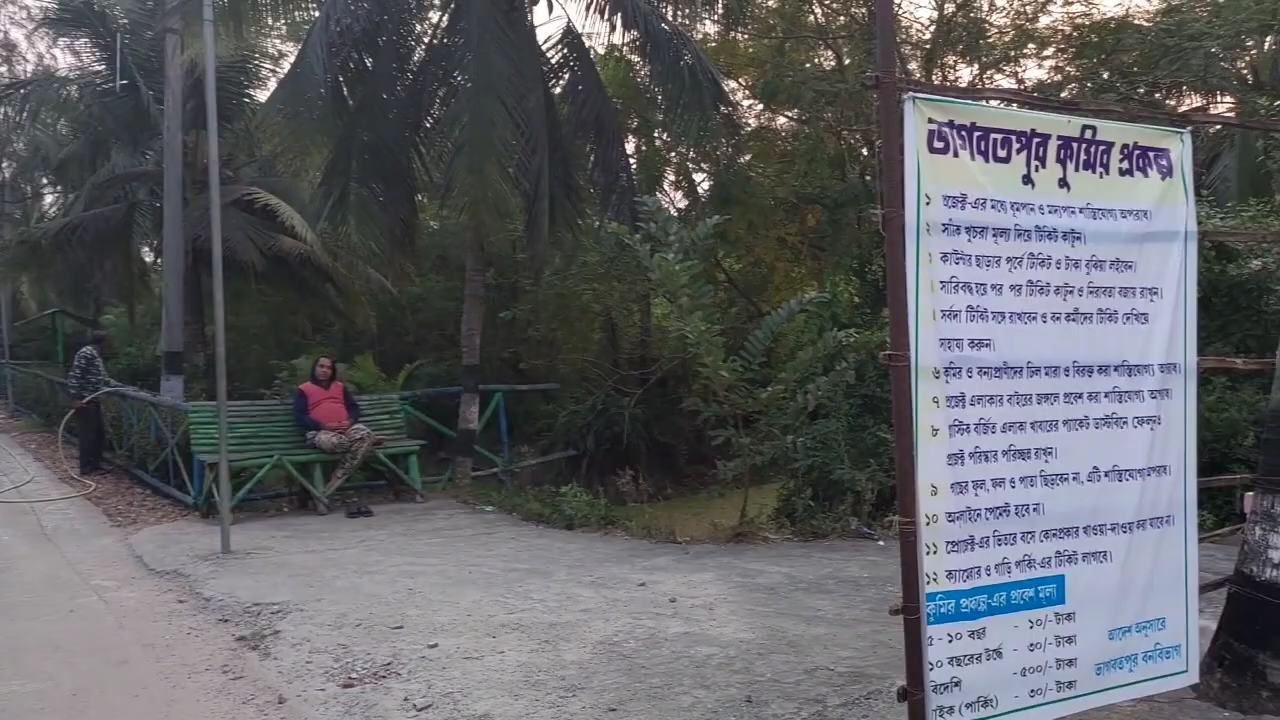 ভাগবতপুর কুমির প্রকল্প
১ প্রজেক্ট-এর মধ্যে ধূমপান ও মদ্যপান শাস্তিযোগ্য অপরাধ।
২ সঠিক খুচরা মূল্য দিয়ে টিকিট কাটুন।
কাউন্টার ছাড়ার পূর্বে টিকিট ও টাকা বুঝিয়া লইবেন।
সারিবদ্ধ হয়ে পর পর টিকিট কাটুন ও নিরাবতা বজায় রাখুন।
সর্বদা টিকিট সঙ্গে রাখবেন ও বন কর্মীদের টিকিট দেখিয়ে
সাহায্য করুন।
৬ কুমির ও বন্যপ্রাণীদের ঢিল মারা ও বিরক্ত করা শাস্তিযোগ্য অপরাধ।
৭ প্রজেক্ট এলাকার বাইরের জঙ্গলে প্রবেশ করা শাস্তিযোগ্য অপরাধ।
৮ প্লাস্টিক বর্জিত এলাকা খাবারের প্যাকেট ডাস্টবিনে ফেলুন ও
প্রজেক্ট পরিস্কার পরিচ্ছন্ন রাখুন।
৯ গাছের ফুল, ফল ও পাতা ছিড়বেন না, এটি শাস্তিযোগ্য অপরাধ।
১০ অনলাইনে পেমেন্ট হবে না।
১১ প্রোজেক্ট-এর ভিতরে বসে কোনপ্রকার খাওয়া-দাওয়া করা যাবে না।
১২ ক্যামেরা ও গাড়ি পার্কিং-এর টিকিট লাগবে।
কুমির প্রকল্পে-এর প্রবেশ মূল্য
৫ - ১০ বছর - ১০/- টাকা
১০ বছরের উর্দ্ধে - ৩০/- টাকা
বিদেশি - ৫০০/- টাকা
বাইক (পার্কিং) - ৩০/- টাকা
আদেশ অনুসারে
ভাগবতপুর বনবিভাগ